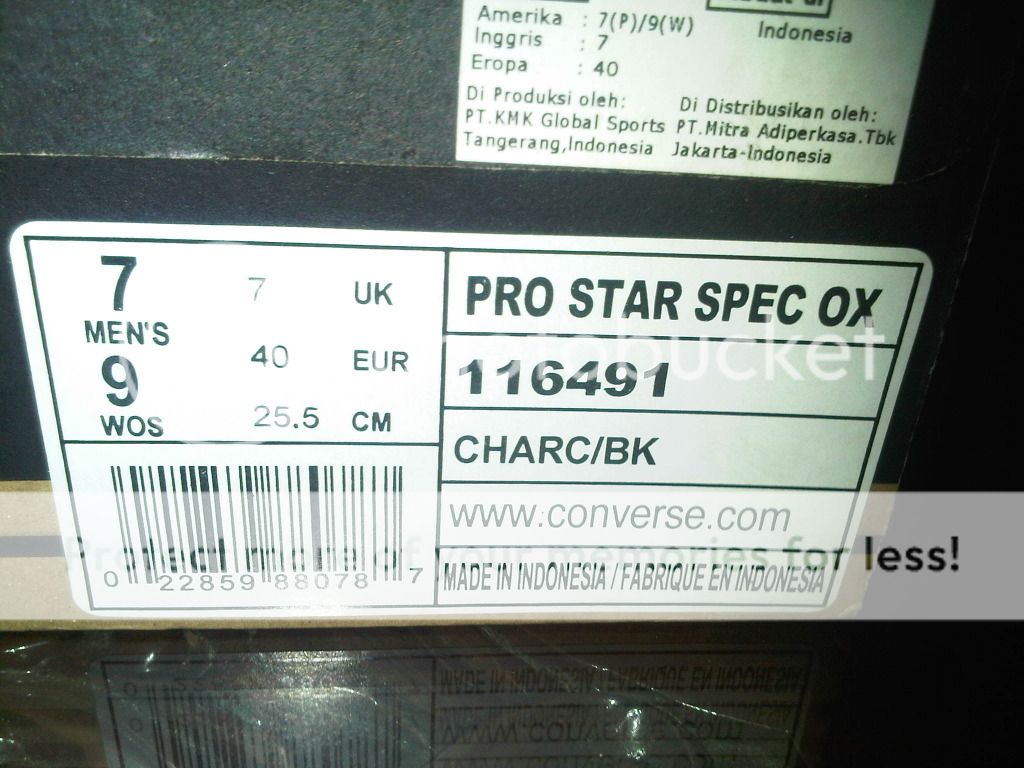 Amerika : 7(P)/9(W)
Inggris : 7
Eropa : 40
Indonesia
Di Produksi oleh:
PT.KMK Global Sports
Tangerang,Indonesia
Di Distribusikan oleh:
PT.Mitra Adiperkasa.Tbk
Jakarta-Indonesia
7 7 UK
MEN'S
9 40 EUR
WOS 25.5 CM
0 22859 88078 7
PRO STAR SPEC OX
116491
CHARC/BK
www.converse.com
MADE IN INDONESIA / FABRIQUE EN INDONESIA
photobucket
Protect more of your memories for less!